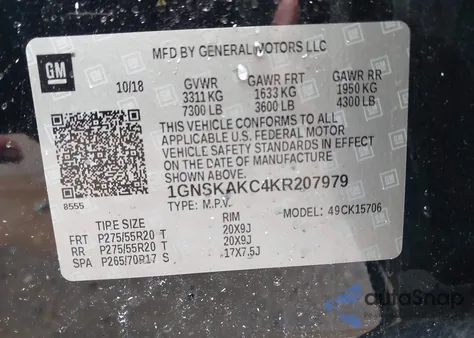 MFD BY GENERAL MOTORS LLC
GM
10/18 GVWR GAWR FRT GAWR RR
3311 KG 1633 KG 1950 KG
7300 LB 3600 LB 4300 LB
THIS VEHICLE CONFORMS TO ALL
APPLICABLE U.S. FEDERAL MOTOR
VEHICLE SAFETY STANDARDS IN EFFECT
ON THE DATE OF MANUFACTURE
SHOWN ABOVE.
8555 1GNSKAKC4KR207979
TYPE: M.P.V. MODEL: 49CK15706
TIRE SIZE RIM
FRT P275/55R20 T 20X9J
RR P275/55R20 T 20X9J
SPA P265/70R17 S 17X7.5J
autoSnap